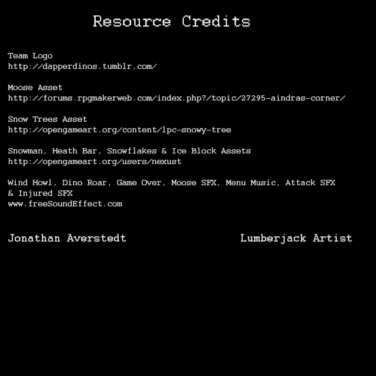 Resource Credits
Team Logo
http://dapperdinos.tumblr.com/
Moose Asset
http://forums.rpgmakerweb.com/index.php?/topic/27295-aindras-corner/
Snow Trees Asset
http://opengameart.org/content/lpc-snowy-tree
Snowman, Heath Bar, Snowflakes & Ice Block Assets
http://opengameart.org/users/nexust
Wind Howl, Dino Roar, Game Over, Moose SFX, Menu Music, Attack SFX
& Injured SFX
www.freeSoundEffect.com
Jonathan Averstedt Lumberjack Artist